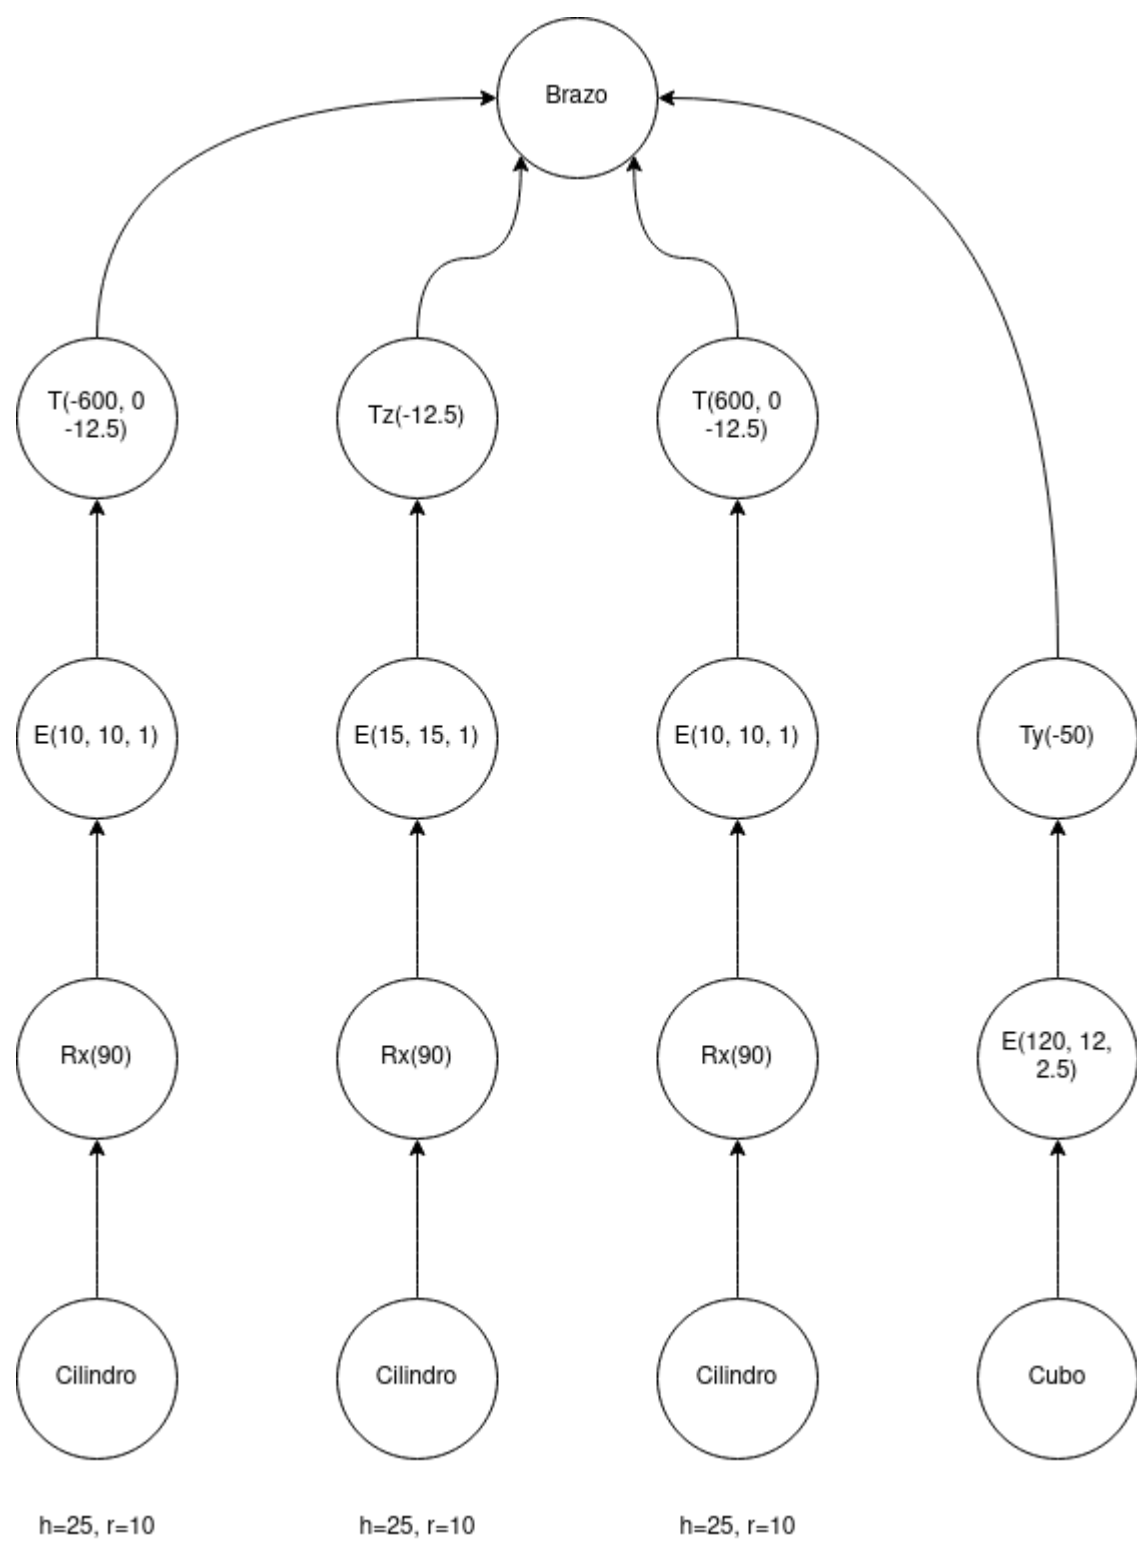 Brazo
T(-600, 0
-12.5)
Tz(-12.5)
T(600, 0
-12.5)
E(10, 10, 1)
E(15, 15, 1)
E(10, 10, 1)
Ty(-50)
Rx(90)
Rx(90)
Rx(90)
E(120, 12,
2.5)
Cilindro
Cilindro
Cilindro
Cubo
h=25, r=10
h=25, r=10
h=25, r=10